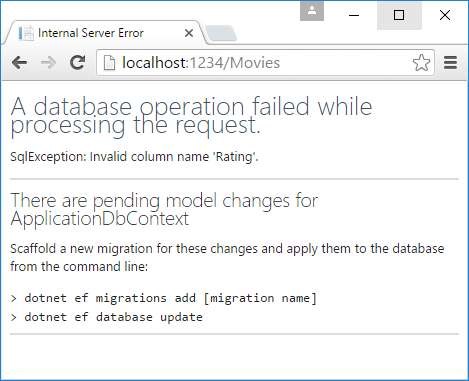 Internal Server Error
localhost:1234/Movies
A database operation failed while
processing the request.
SqlException: Invalid column name 'Rating'.
There are pending model changes for
ApplicationDbContext
Scaffold a new migration for these changes and apply them to the database
from the command line:
> dotnet ef migrations add [migration name]
> dotnet ef database update